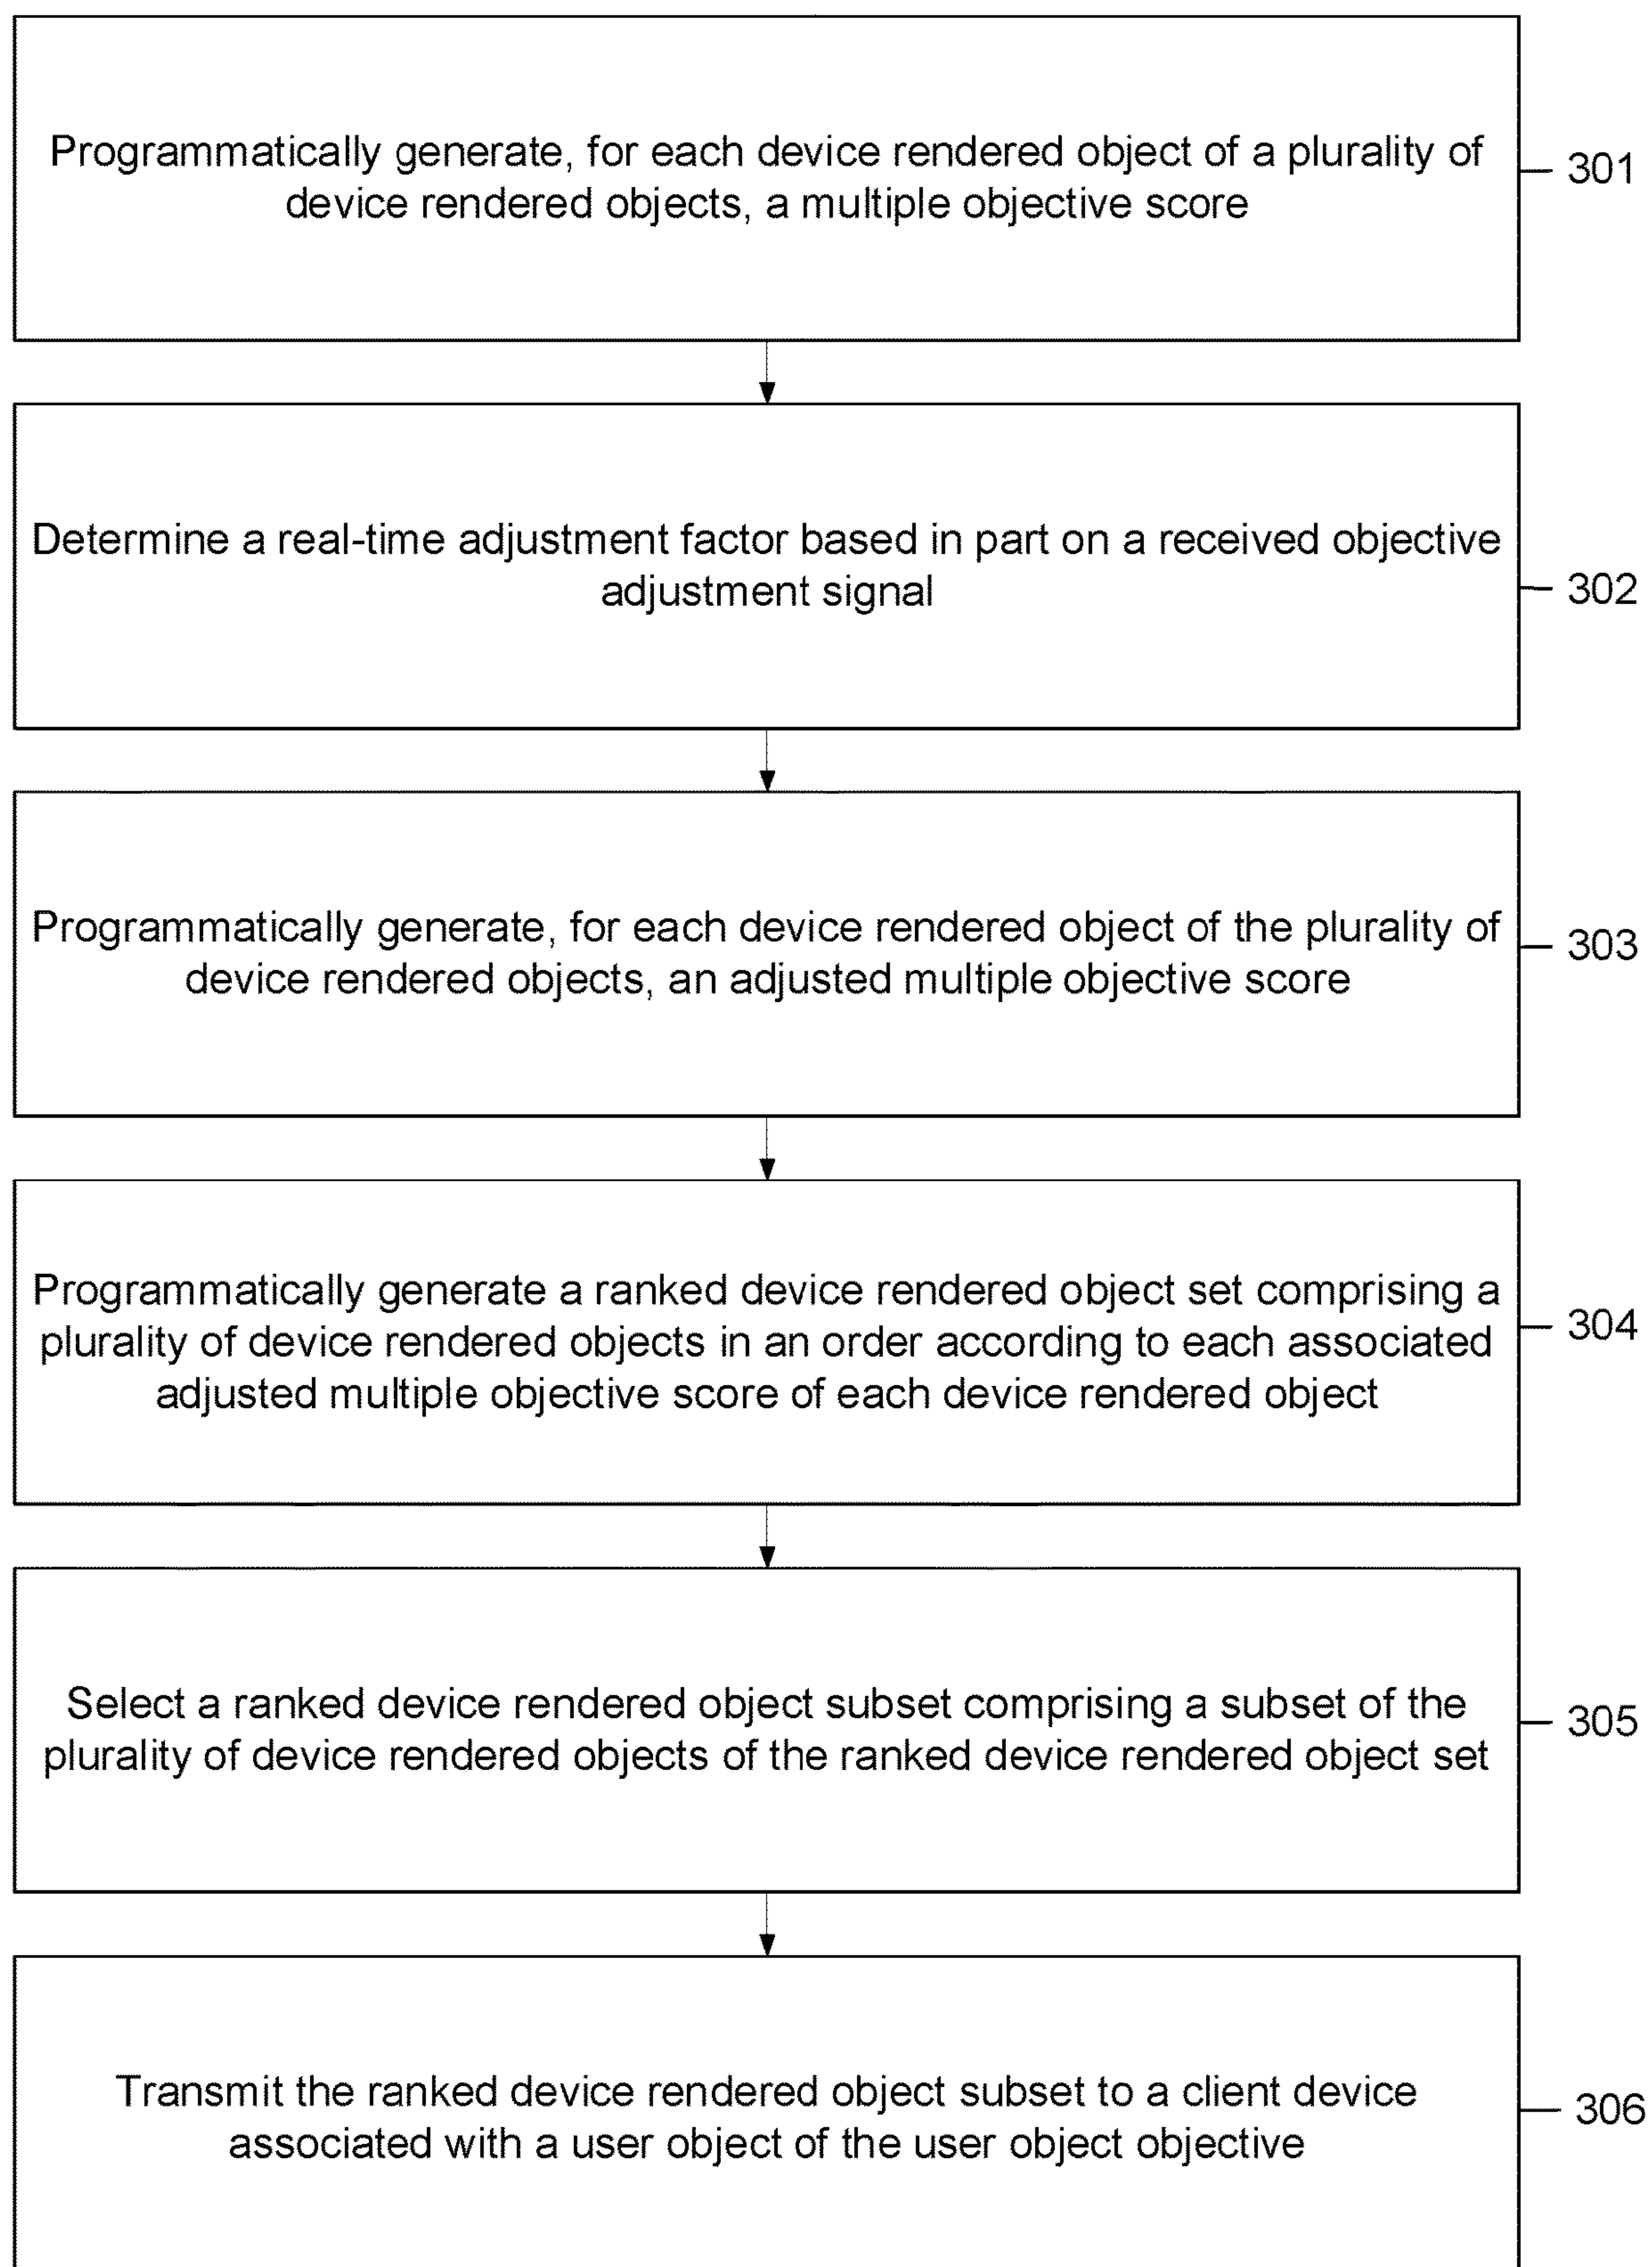 Programmatically generate, for each device rendered object of a plurality of
device rendered objects, a multiple objective score
301
Determine a real-time adjustment factor based in part on a received objective
adjustment signal
302
Programmatically generate, for each device rendered object of the plurality of
device rendered objects, an adjusted multiple objective score
303
Programmatically generate a ranked device rendered object set comprising a
plurality of device rendered objects in an order according to each associated
adjusted multiple objective score of each device rendered object
304
Select a ranked device rendered object subset comprising a subset of the
plurality of device rendered objects of the ranked device rendered object set
305
Transmit the ranked device rendered object subset to a client device
associated with a user object of the user object objective
306